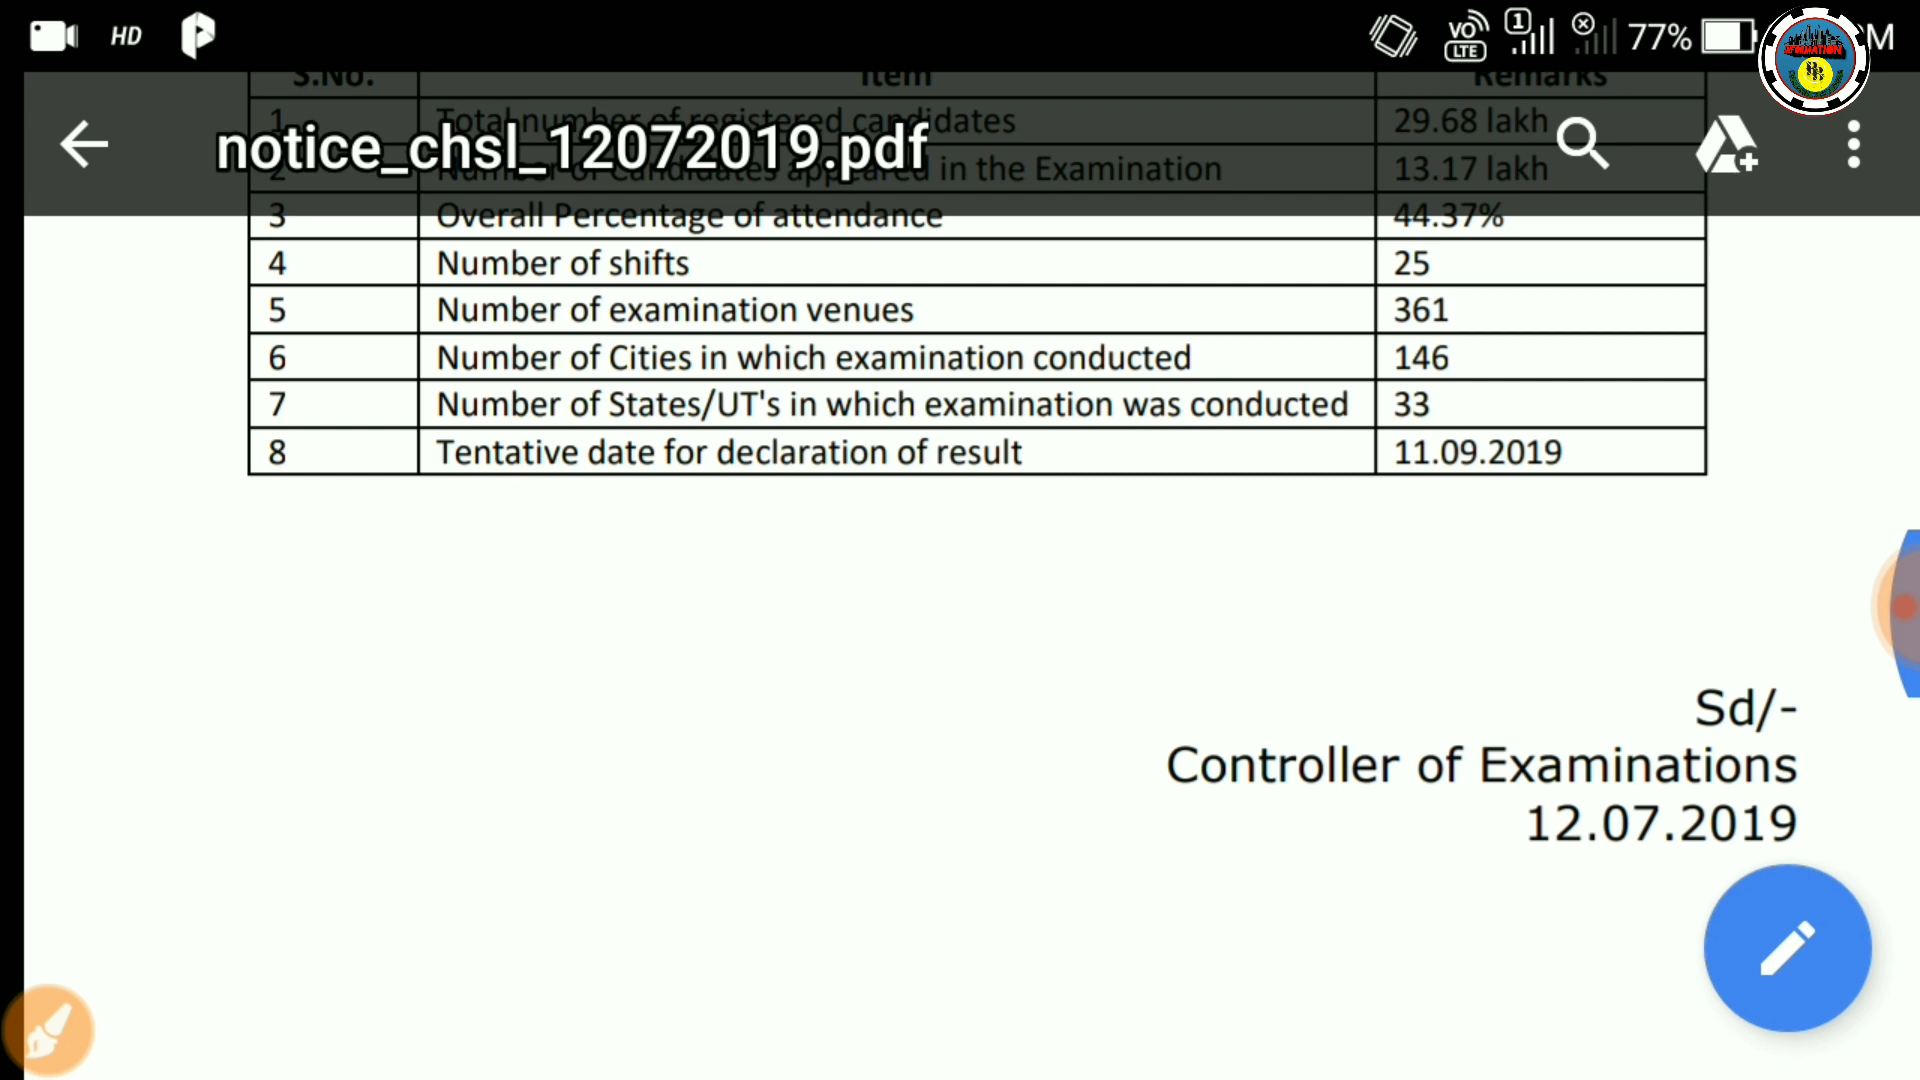 HD VO LTE 1 77% M
S.No. Item Remarks
notice_chsl_12072019.pdf
1 Total number of registered candidates 29.68 lakh
2 Number of Candidates appeared in the Examination 13.17 lakh
3 Overall Percentage of attendance 44.37%
4 Number of shifts 25
5 Number of examination venues 361
6 Number of Cities in which examination conducted 146
7 Number of States/UT's in which examination was conducted 33
8 Tentative date for declaration of result 11.09.2019
Sd/-
Controller of Examinations
12.07.2019